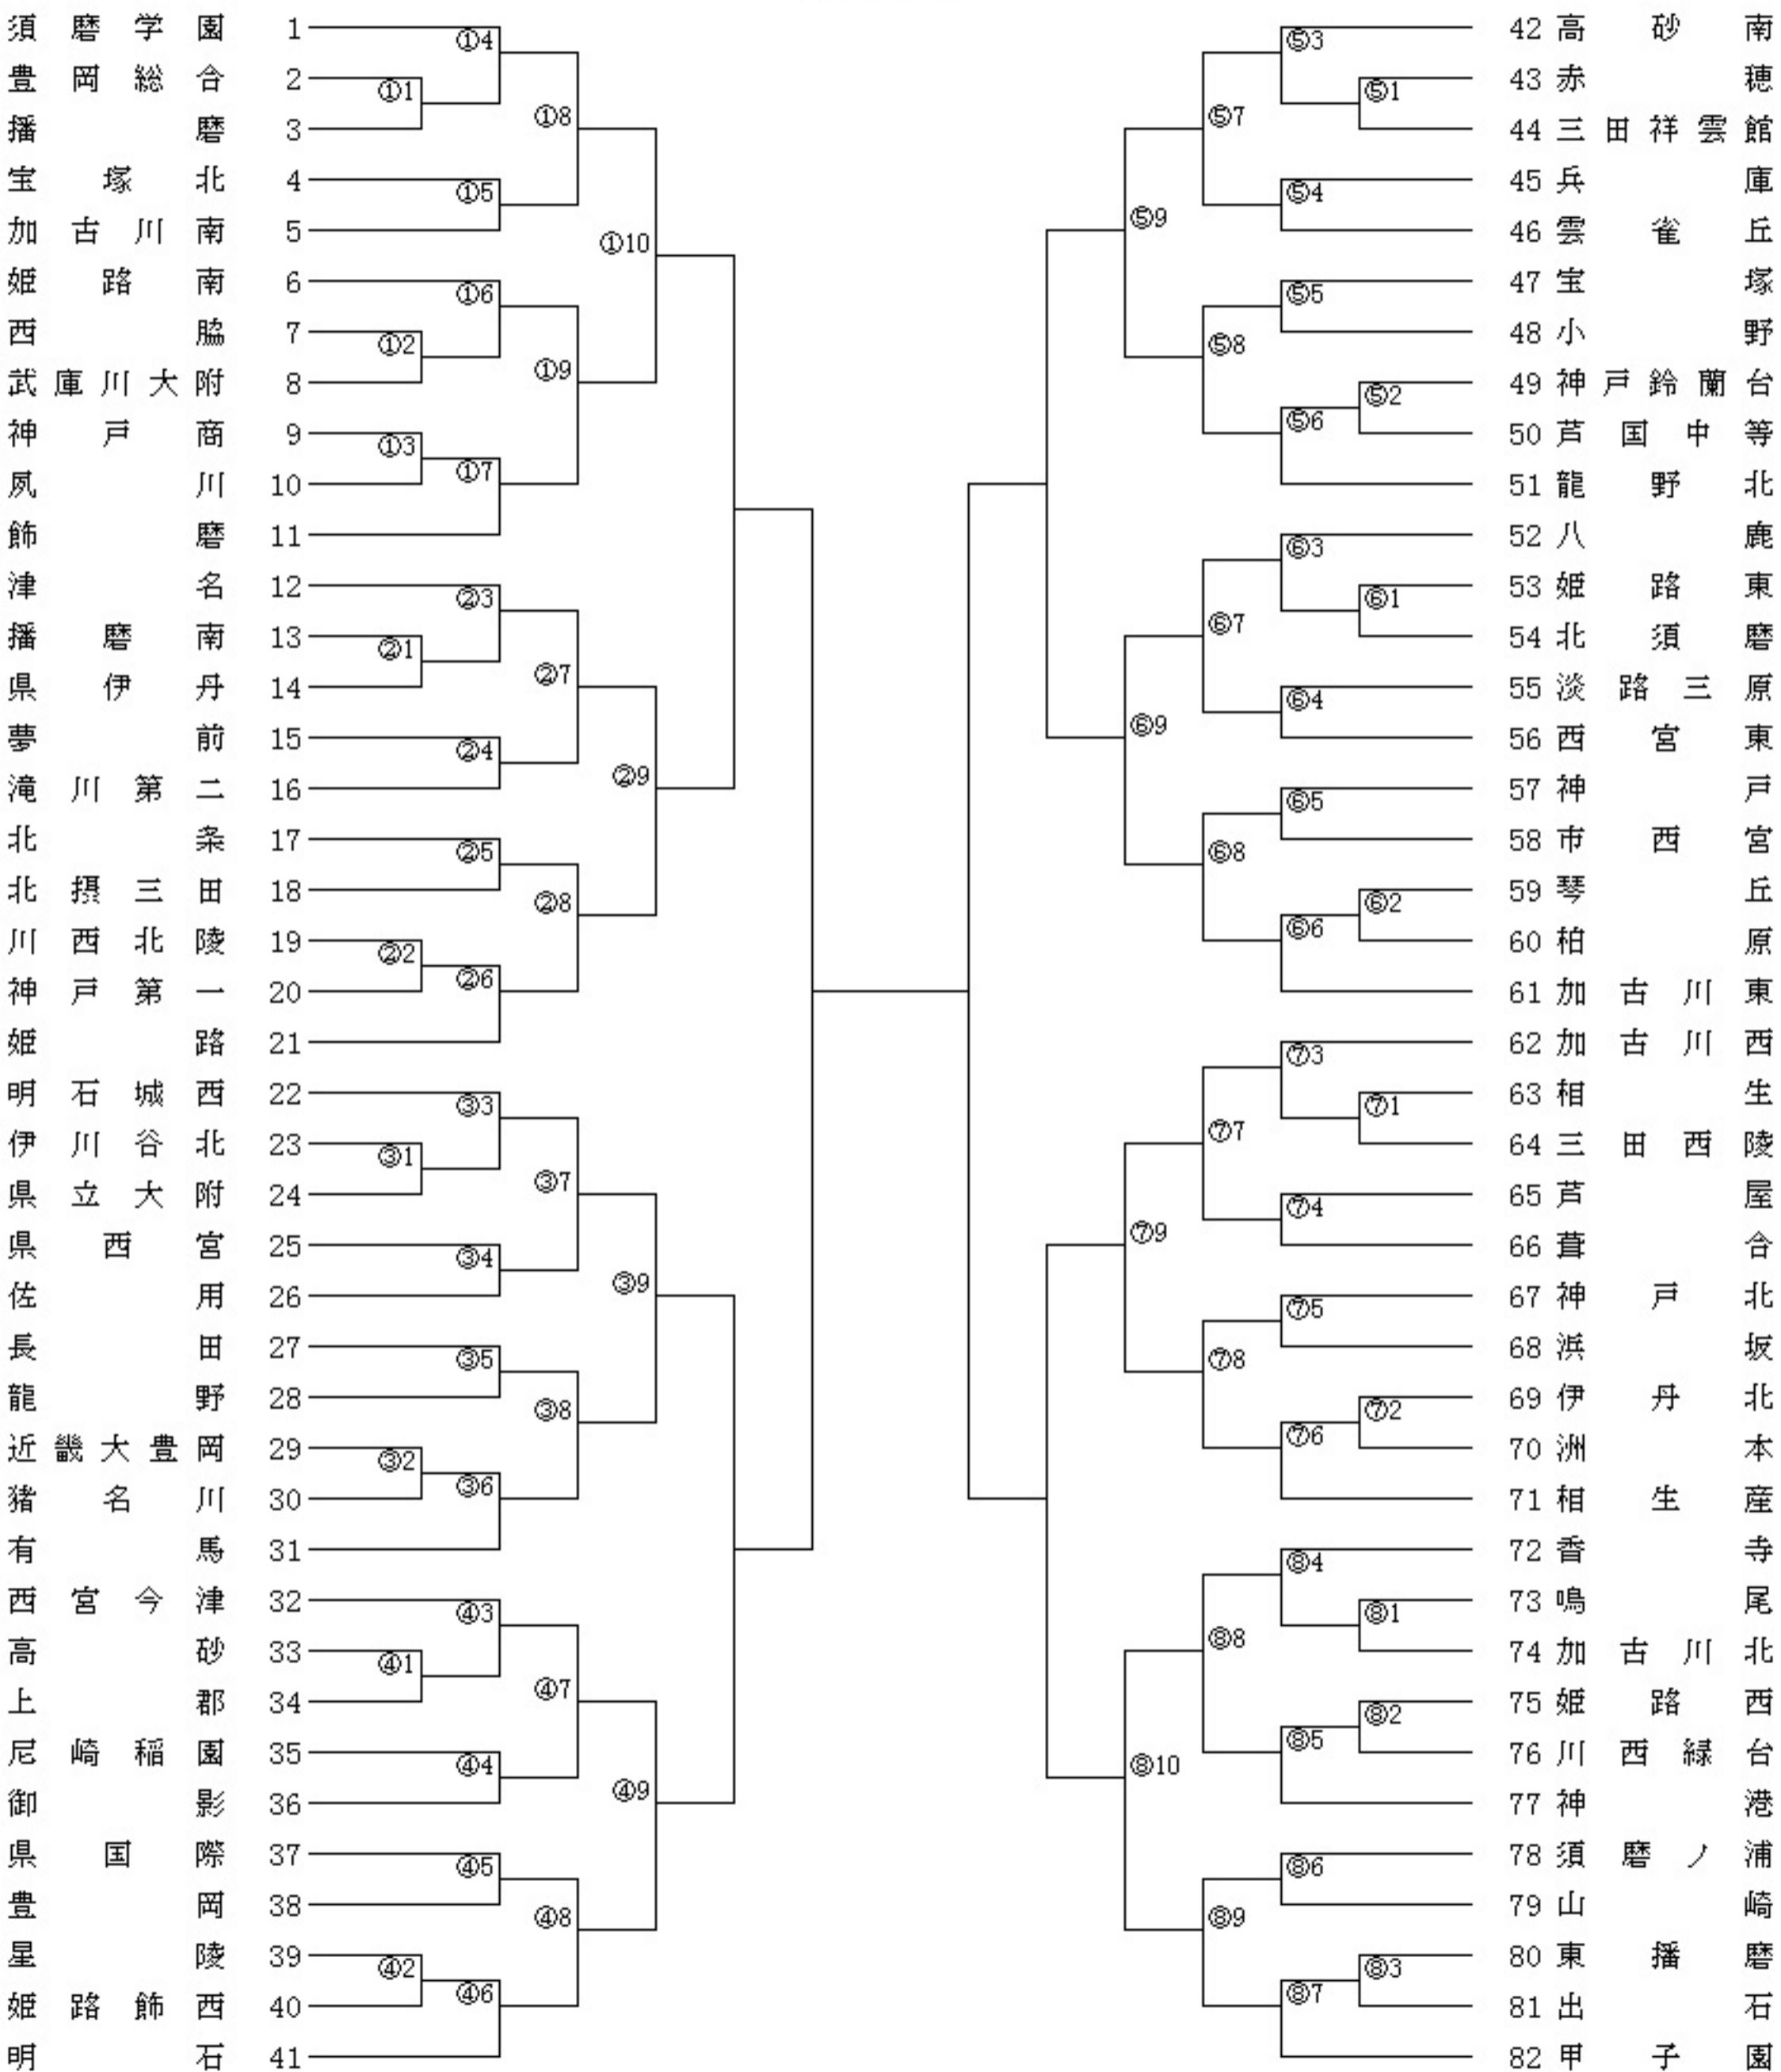 須磨学園 1
豊岡総合 2
播磨 3
宝塚北 4
加古川南 5
姫路南 6
西脇 7
武庫川大附 8
神戸商 9
夙川 10
飾磨 11
津名 12
播磨南 13
県伊丹 14
夢前 15
滝川第二 16
北条 17
北摂三田 18
川西北陵 19
神戸第一 20
姫路 21
明石城西 22
伊川谷北 23
県立大附 24
県西宮 25
佐用 26
長田 27
龍野 28
近畿大豊岡 29
猪名川 30
有馬 31
西宮今津 32
高砂 33
上郡 34
尼崎稲園 35
御影 36
県国際 37
豊岡 38
星陵 39
姫路飾西 40
明石 41
①4
①1
①8
①5
①10
①6
①2
①9
①3
①7
②3
②1
②7
②4
②9
②5
②8
②2
②6
③3
③1
③7
③4
③9
③5
③8
③2
③6
④3
④1
④7
④4
④9
④5
④8
④2
④6
⑤3
⑤1
⑤7
⑤4
⑤9
⑤5
⑤8
⑤2
⑤6
⑥3
⑥1
⑥7
⑥4
⑥9
⑥5
⑥8
⑥2
⑥6
⑦3
⑦1
⑦7
⑦4
⑦9
⑦5
⑦8
⑦2
⑦6
⑧4
⑧1
⑧8
⑧2
⑧5
⑧10
⑧6
⑧9
⑧3
⑧7
42 高砂南
43 赤穂
44 三田祥雲館
45 兵庫
46 雲雀丘
47 宝塚
48 小野
49 神戸鈴蘭台
50 芦国中等
51 龍野北
52 八鹿
53 姫路東
54 北須磨
55 淡路三原
56 西宮東
57 神戸
58 市西宮
59 琴丘
60 柏原
61 加古川東
62 加古川西
63 相生
64 三田西陵
65 芦屋
66 葺合
67 神戸北
68 浜坂
69 伊丹北
70 洲本
71 相生産
72 香寺
73 鳴尾
74 加古川北
75 姫路西
76 川西緑台
77 神港
78 須磨ノ浦
79 山崎
80 東播磨
81 出石
82 甲子園